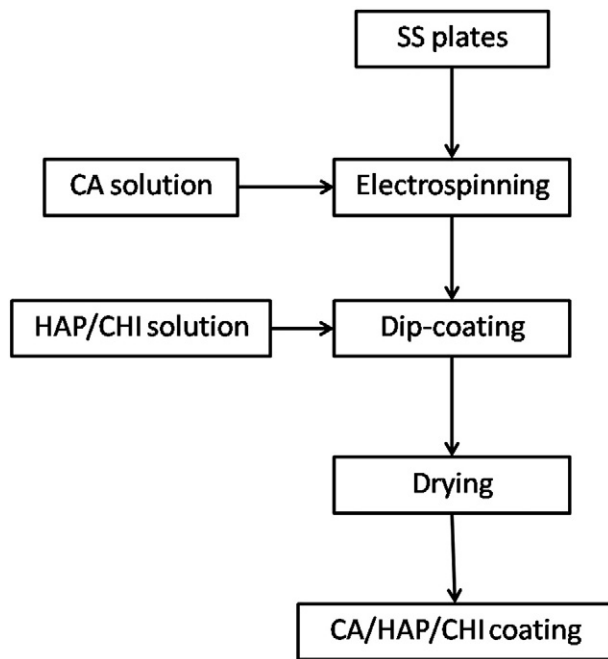 SS plates
CA solution
Electrospinning
HAP/CHI solution
Dip-coating
Drying
CA/HAP/CHI coating